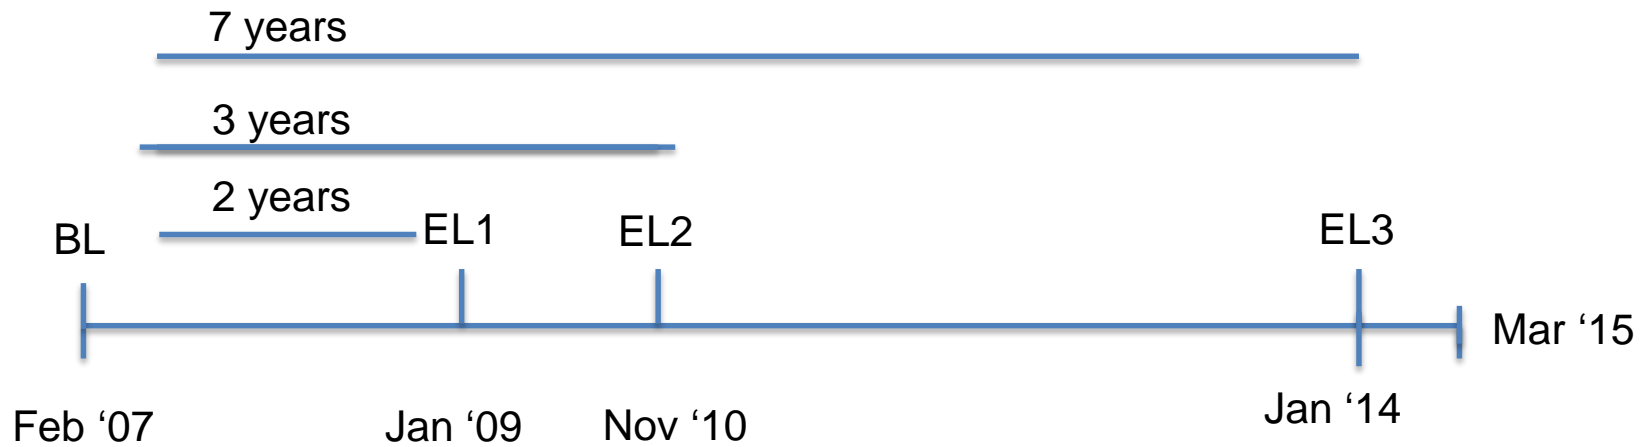 7 years
3 years
2 years
BL
EL1
EL2
EL3
Mar ‘15
Feb ‘07
Jan ‘09
Nov ‘10
Jan ‘14